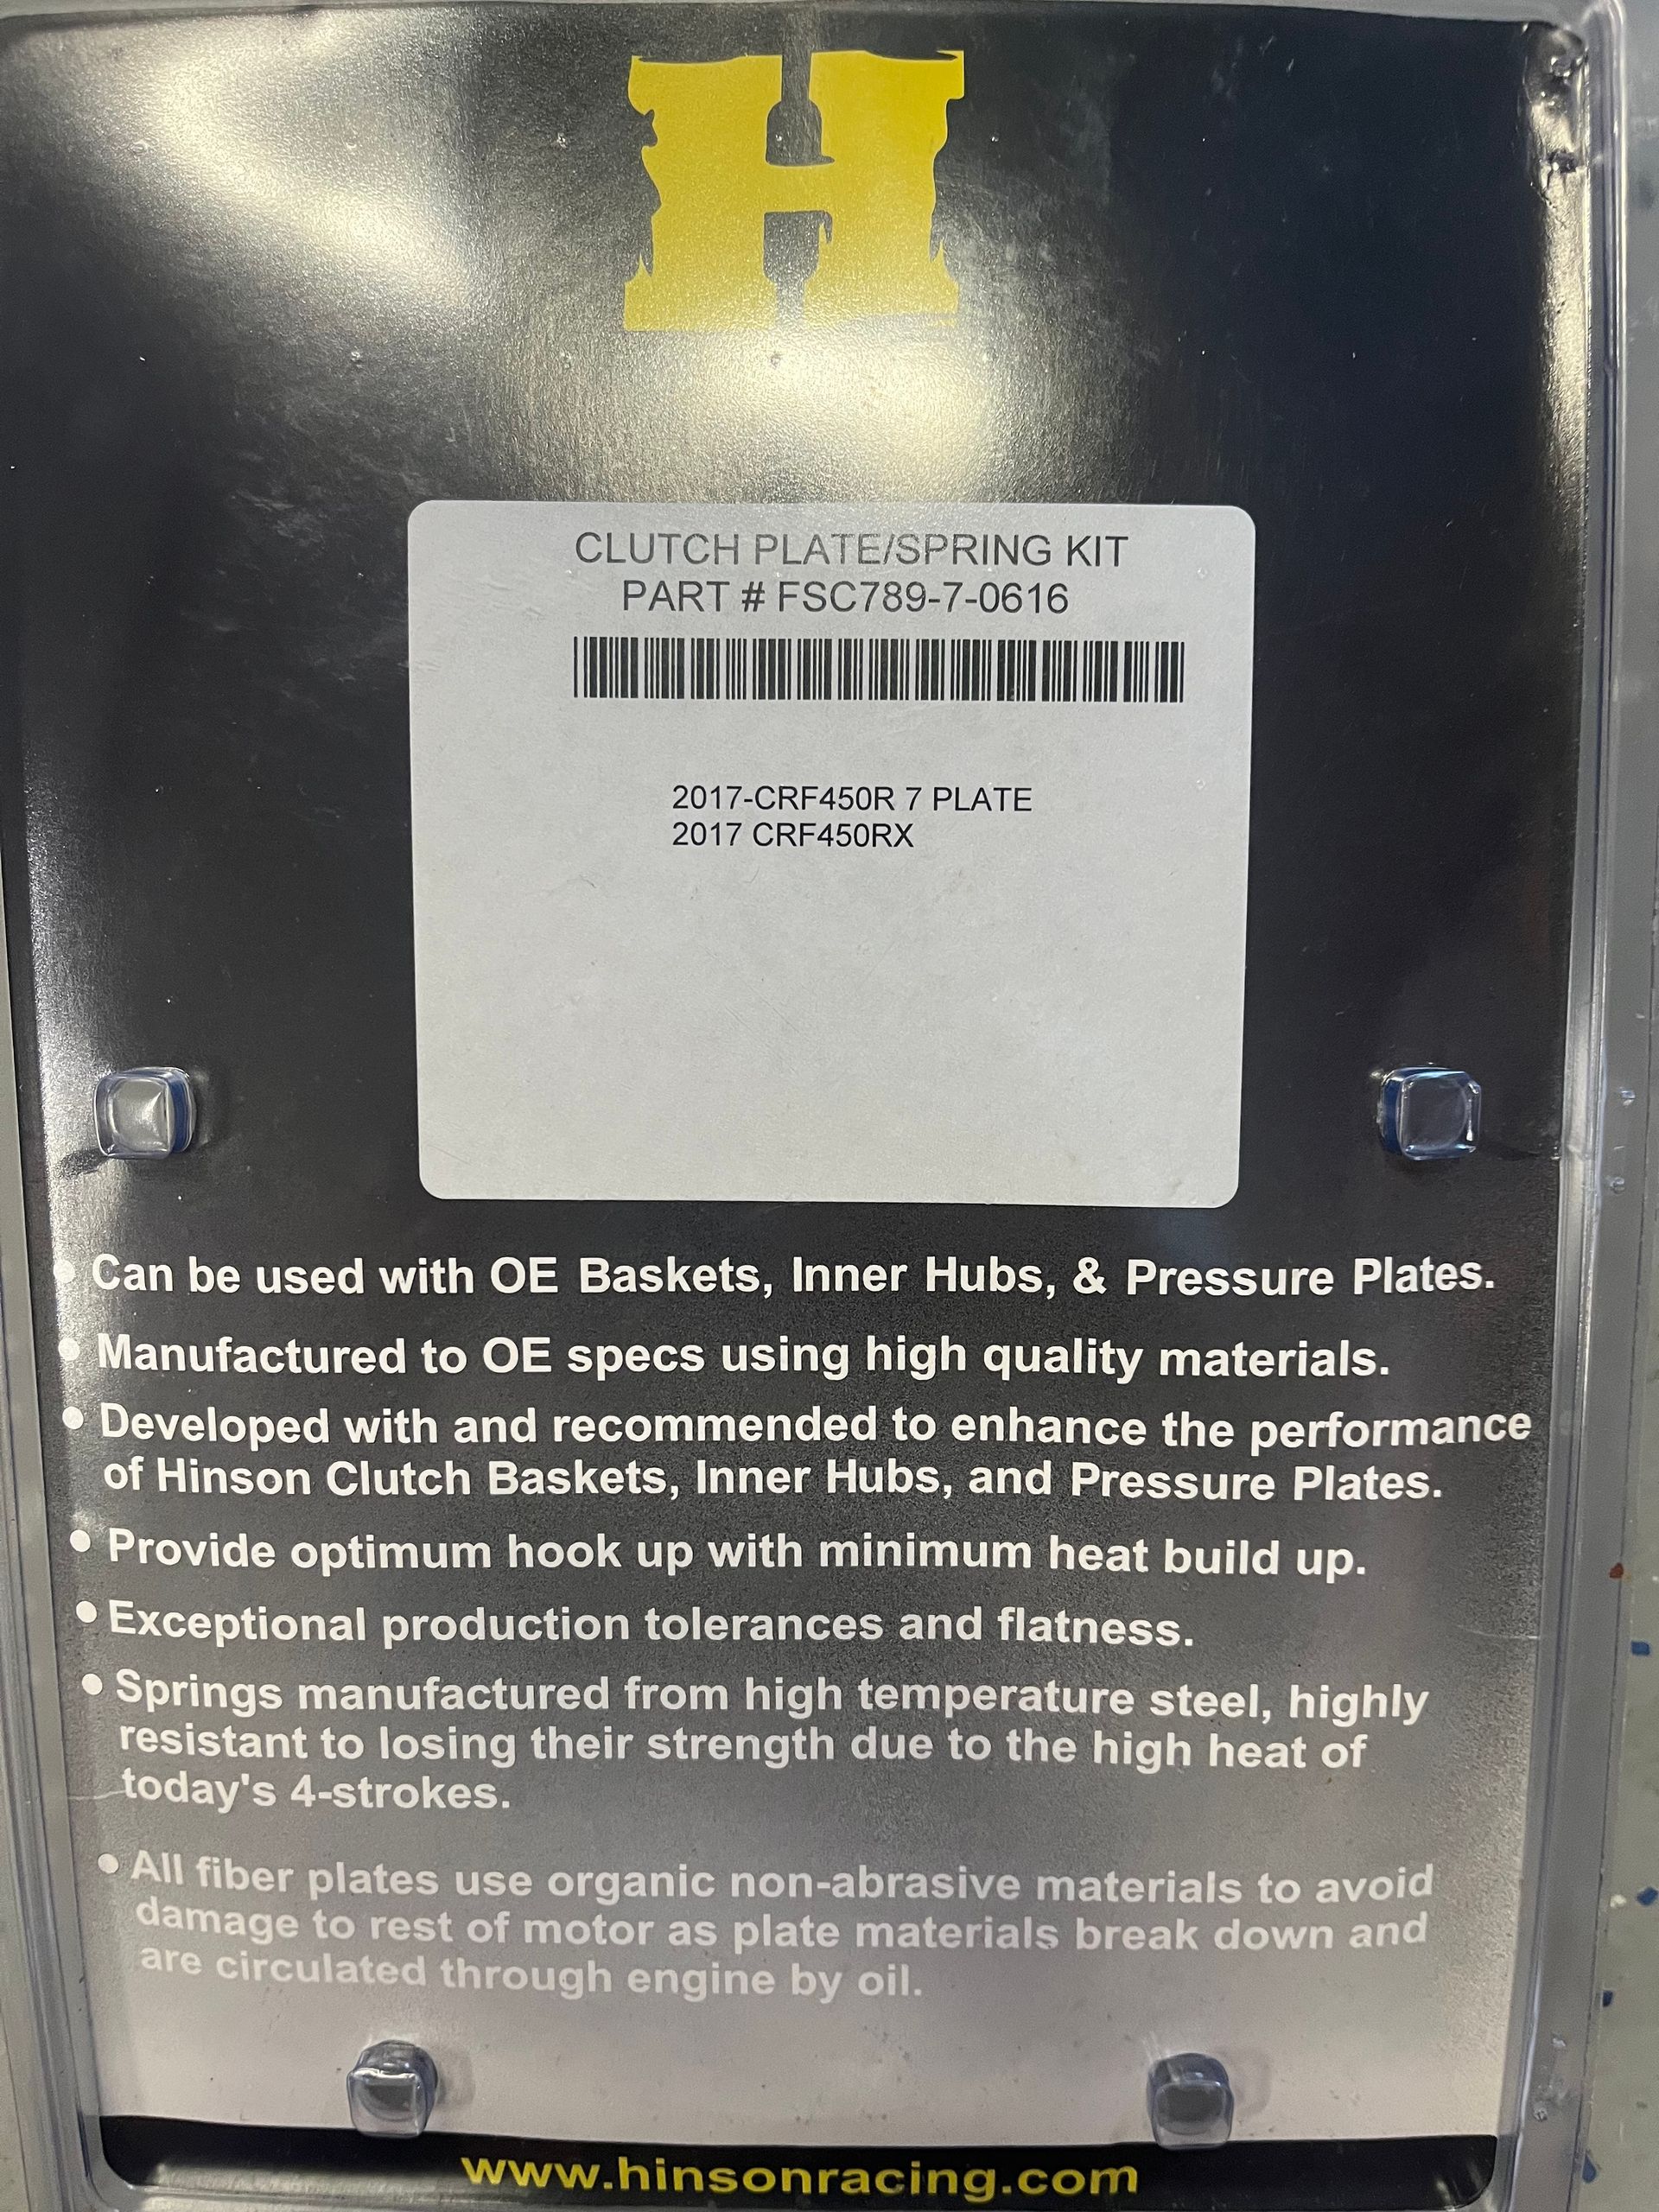 H
CLUTCH PLATE/SPRING KIT
PART # FSC789-7-0616
2017-CRF450R 7 PLATE
2017 CRF450RX
• Can be used with OE Baskets, Inner Hubs, & Pressure Plates.
• Manufactured to OE specs using high quality materials.
• Developed with and recommended to enhance the performance
of Hinson Clutch Baskets, Inner Hubs, and Pressure Plates.
• Provide optimum hook up with minimum heat build up.
• Exceptional production tolerances and flatness.
• Springs manufactured from high temperature steel, highly
resistant to losing their strength due to the high heat of
today's 4-strokes.
• All fiber plates use organic non-abrasive materials to avoid
damage to rest of motor as plate materials break down and
are circulated through engine by oil.
www.hinsonracing.com